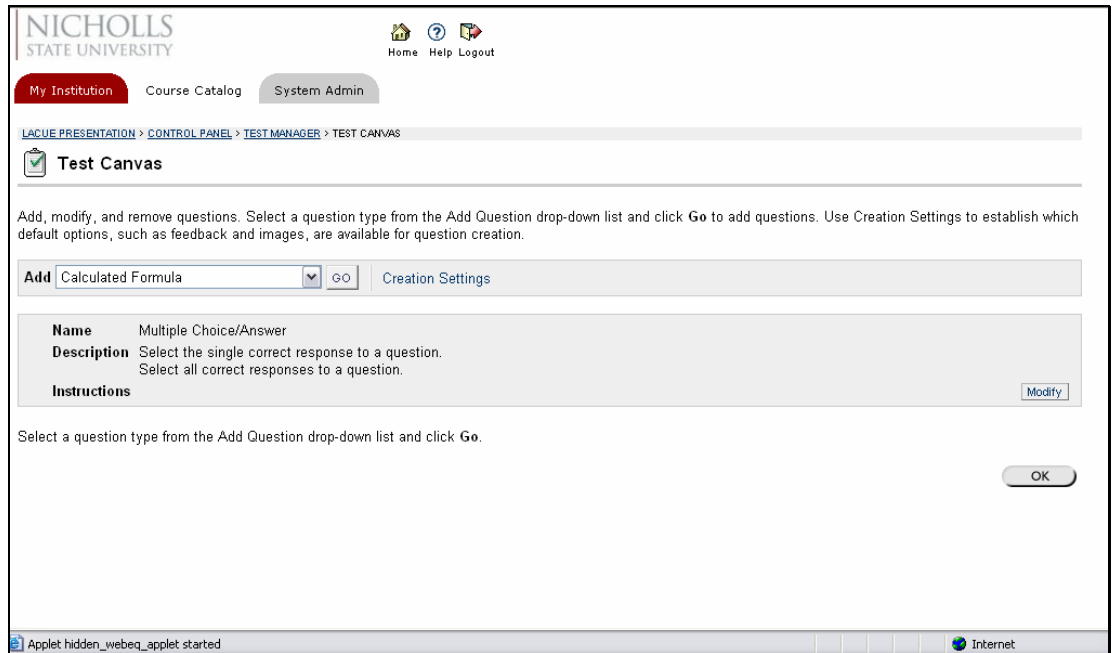 NICHOLLS
STATE UNIVERSITY
Home Help Logout
My Institution Course Catalog System Admin
LACUE PRESENTATION > CONTROL PANEL > TEST MANAGER > TEST CANVAS
Test Canvas
Add, modify, and remove questions. Select a question type from the Add Question drop-down list and click Go to add questions. Use Creation Settings to establish which
default options, such as feedback and images, are available for question creation.
Add Calculated Formula GO Creation Settings
Name Multiple Choice/Answer
Description Select the single correct response to a question.
Select all correct responses to a question.
Instructions Modify
Select a question type from the Add Question drop-down list and click Go.
OK
Applet hidden_webeq_applet started Internet